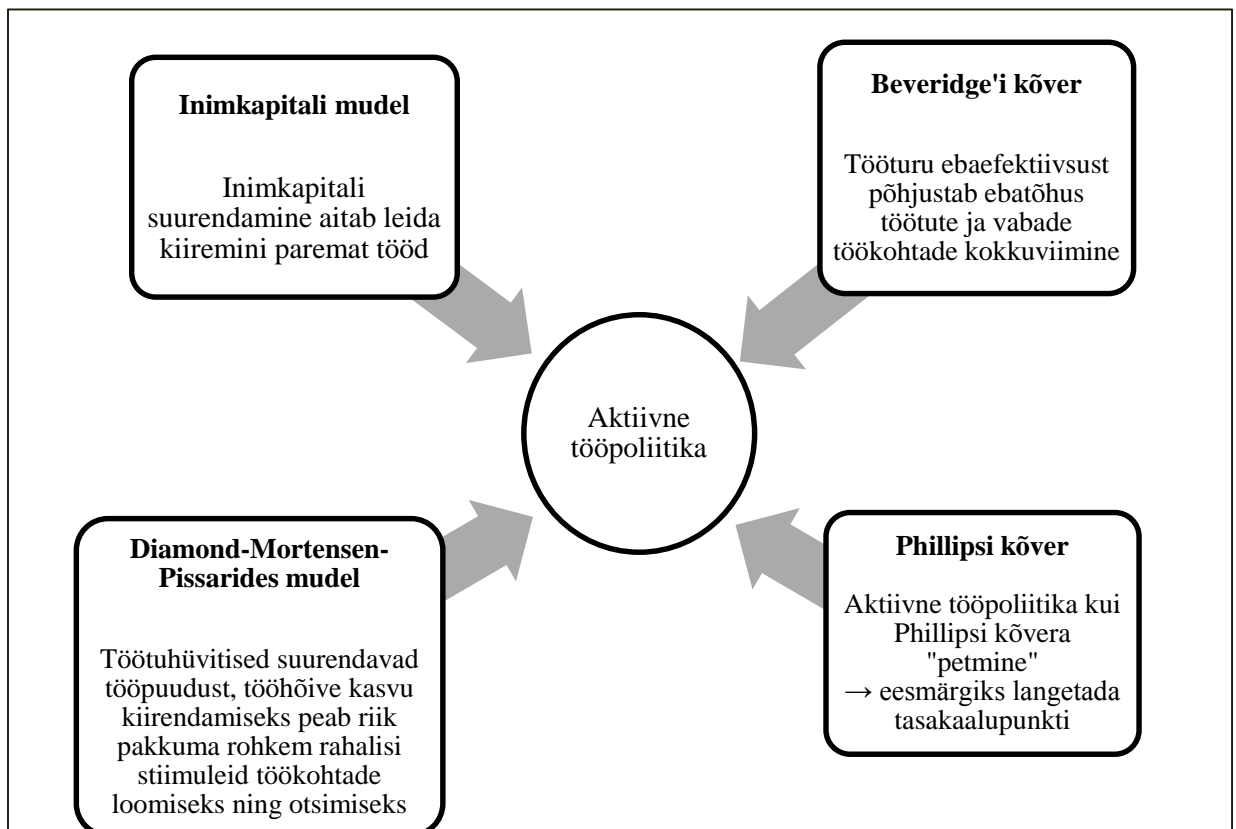 Inimkapitali mudel
Inimkapitali
suurendamine aitab leida
kiiremini paremat tööd
Beveridge'i kõver
Tööturu ebaefektiivsust
põhjustab ebatõhus
töötute ja vabade
töökohtade kokkuviimine
Aktiivne
tööpoliitika
Diamond-Mortensen-
Pissarides mudel
Töötuhüvitised suurendavad
tööpuudust, tööhõive kasvu
kiirendamiseks peab riik
pakkuma rohkem rahalisi
stiimuleid töökohtade
loomiseks ning otsimiseks
Phillipsi kõver
Aktiivne tööpoliitika kui
Phillipsi kõvera
"petmine"
→ eesmärgiks langetada
tasakaalupunkti